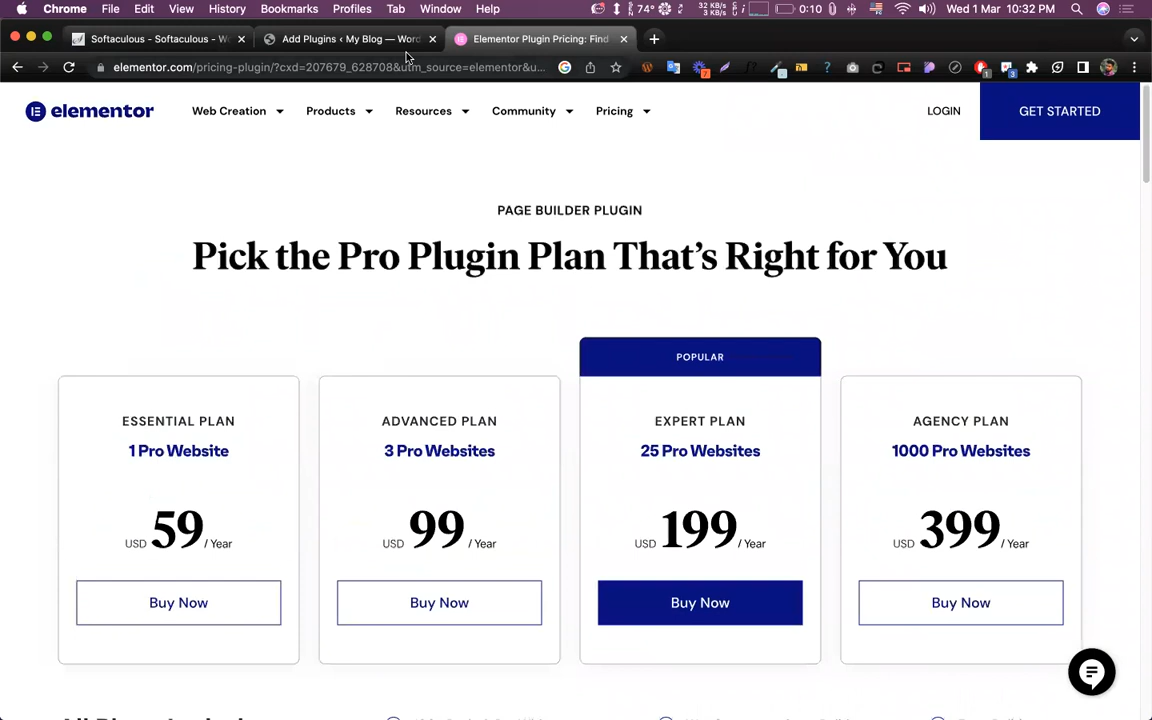 Chrome File Edit View History Bookmarks Profiles Tab Window Help 74° 32 KB/s 3 KB/s 0:10 Wed 1 Mar 10:32 PM
Softaculous - Softaculous - W
Add Plugins ‹ My Blog — Word
Elementor Plugin Pricing: Find
elementor.com/pricing-plugin/?cxd=207679_628708&utm_source=elementor&u...
elementor Web Creation Products Resources Community Pricing LOGIN GET STARTED
PAGE BUILDER PLUGIN
Pick the Pro Plugin Plan That's Right for You
POPULAR
ESSENTIAL PLAN
1 Pro Website
USD 59 / Year
Buy Now
ADVANCED PLAN
3 Pro Websites
USD 99 / Year
Buy Now
EXPERT PLAN
25 Pro Websites
USD 199 / Year
Buy Now
AGENCY PLAN
1000 Pro Websites
USD 399 / Year
Buy Now